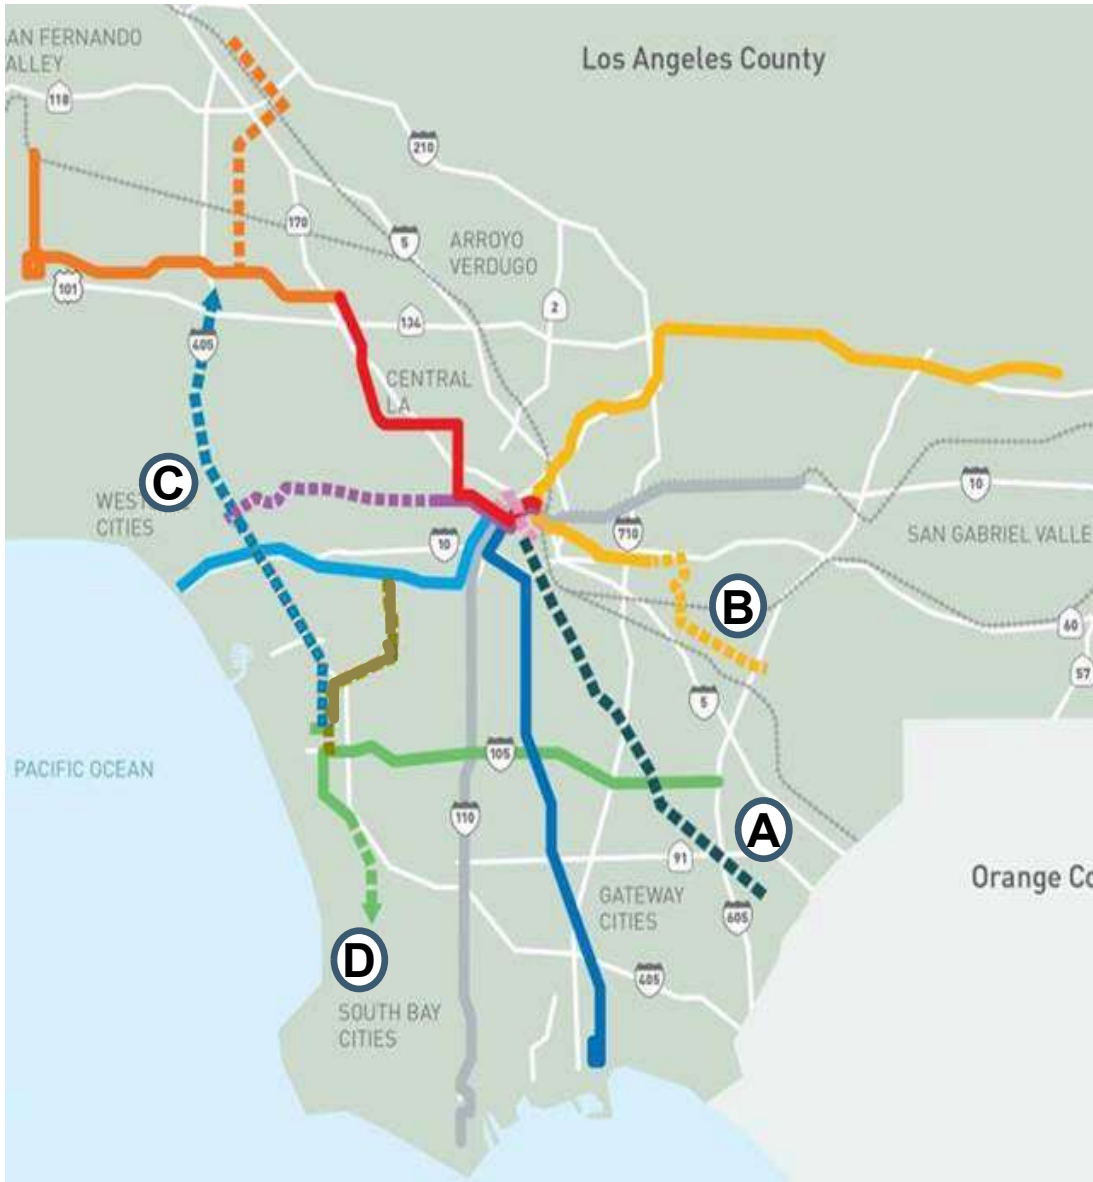 AN FERNANDO
ALLEY
Los Angeles County
118
210
170
5
ARROYO
VERDUGO
101
2
134
405
CENTRAL
LA
C
WEST
CITIES
10
10
710
SAN GABRIEL VALLE
B
60
57
5
PACIFIC OCEAN
105
110
A
91
Orange Co
GATEWAY
CITIES
605
D
405
SOUTH BAY
CITIES